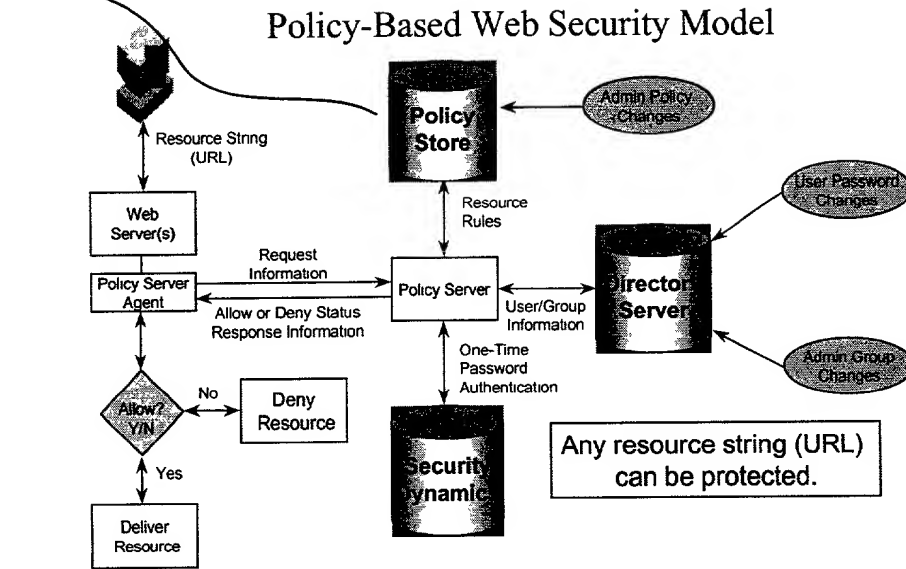 Policy-Based Web Security Model
Resource String
(URL)
Policy
Store
Admin Policy
Changes
User Password
Changes
Resource
Rules
Web
Server(s)
Request
Information
Policy Server
Agent
Policy Server
Allow or Deny Status
Response Information
User/Group
Information
Director
Server
One-Time
Password
Authentication
Admin Group
Changes
Allow?
Y/N
No
Deny
Resource
Yes
Security
Dynamic
Any resource string (URL)
can be protected.
Deliver
Resource